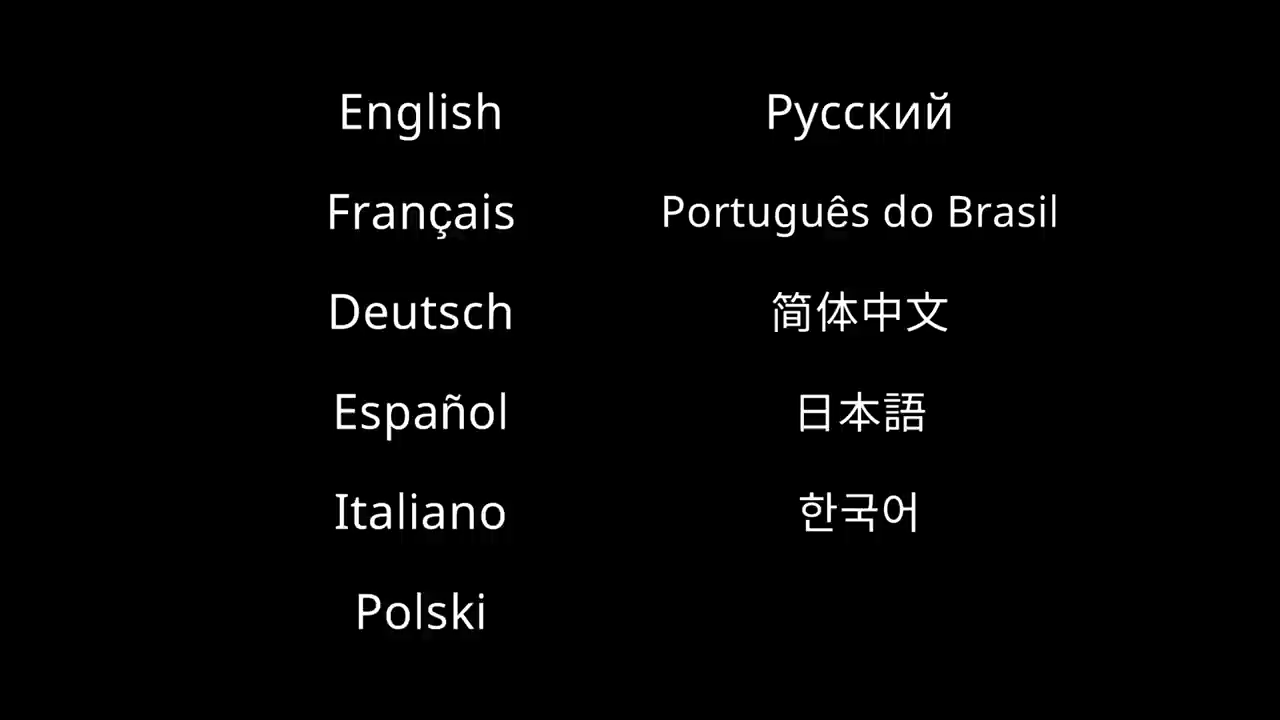 English
Français
Deutsch
Español
Italiano
Polski
Русский
Português do Brasil
简体中文
日本語
한국어